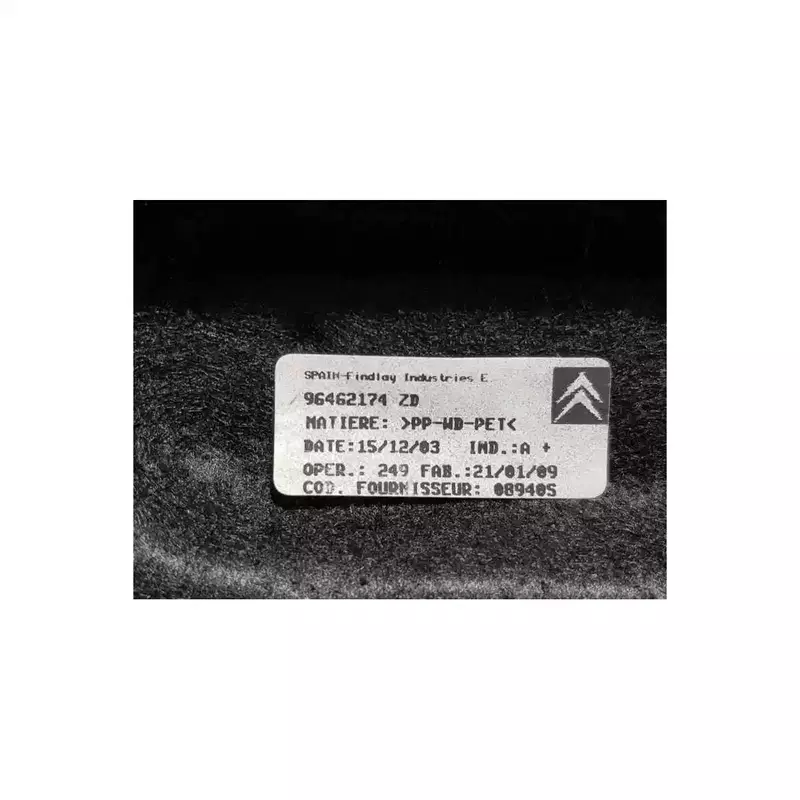 SPAIN-Findlay Industries E
96462174 ZD
MATIERE: >PP-WD-PET<
DATE:15/12/03 IND.:A +
OPER.: 249 FAB.:21/01/09
COD. FOURNISSEUR: 08940S